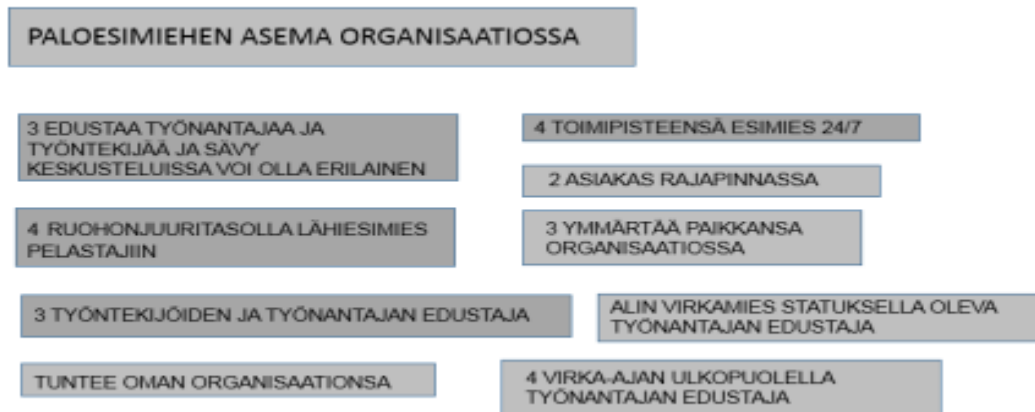 PALOESIMIEHEN ASEMA ORGANISAATIOSSA
3 EDUSTAA TYÖNANTAJAA JA
TYÖNTEKIJÄÄ JA SÄVY
KESKUSTELUISSA VOI OLLA ERILAINEN
4 TOIMIPISTEENSÄ ESIMIES 24/7
2 ASIAKAS RAJAPINNASSA
4 RUOHONJUURITASOLLA LÄHIESIMIES
PELASTAJIIN
3 YMMÄRTÄÄ PAIKKANSA
ORGANISAATIOSSA
3 TYÖNTEKIJÖIDEN JA TYÖNANTAJAN EDUSTAJA
ALIN VIRKAMIES STATUKSELLA OLEVA
TYÖNANTAJAN EDUSTAJA
TUNTEE OMAN ORGANISAATIONSA
4 VIRKA-AJAN ULKOPUOLELLA
TYÖNANTAJAN EDUSTAJA